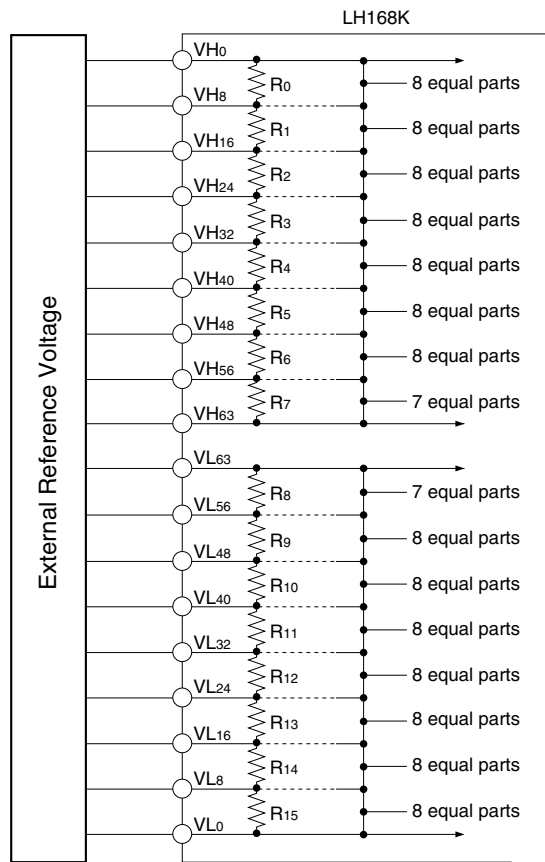 LH168K
External Reference Voltage
VH0
R0
8 equal parts
VH8
R1
8 equal parts
VH16
R2
8 equal parts
VH24
R3
8 equal parts
VH32
R4
8 equal parts
VH40
R5
8 equal parts
VH48
R6
8 equal parts
VH56
R7
7 equal parts
VH63
VL63
R8
7 equal parts
VL56
R9
8 equal parts
VL48
R10
8 equal parts
VL40
R11
8 equal parts
VL32
R12
8 equal parts
VL24
R13
8 equal parts
VL16
R14
8 equal parts
VL8
R15
8 equal parts
VL0